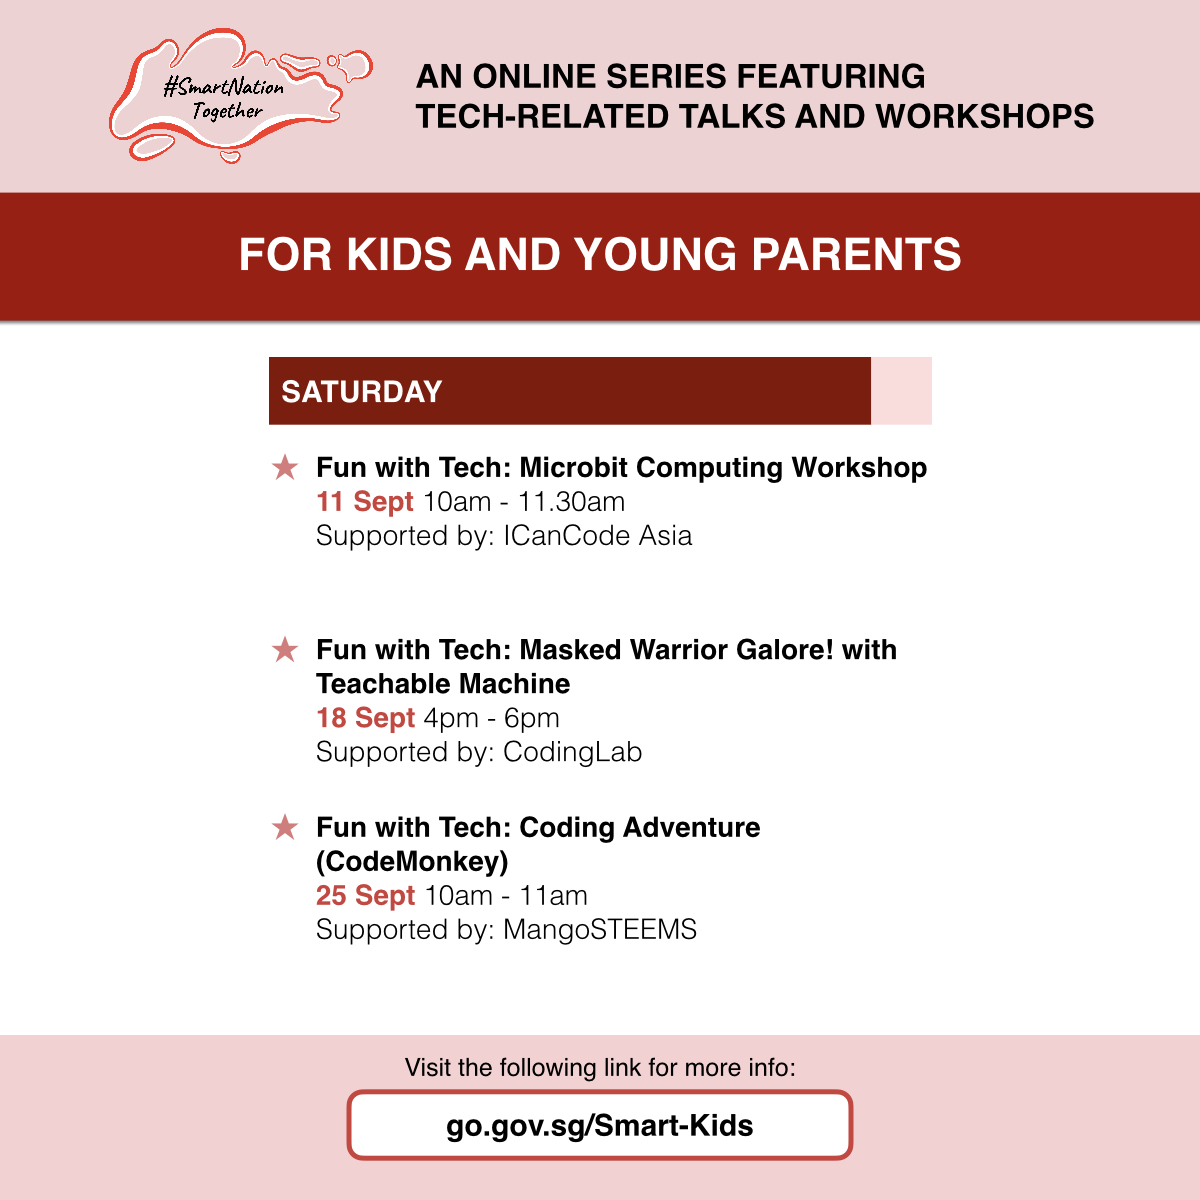 #SmartNation
Together
AN ONLINE SERIES FEATURING
TECH-RELATED TALKS AND WORKSHOPS
FOR KIDS AND YOUNG PARENTS
SATURDAY
★ Fun with Tech: Microbit Computing Workshop
11 Sept 10am - 11.30am
Supported by: ICanCode Asia
★ Fun with Tech: Masked Warrior Galore! with
Teachable Machine
18 Sept 4pm - 6pm
Supported by: CodingLab
★ Fun with Tech: Coding Adventure
(CodeMonkey)
25 Sept 10am - 11am
Supported by: MangoSTEEMS
Visit the following link for more info:
go.gov.sg/Smart-Kids